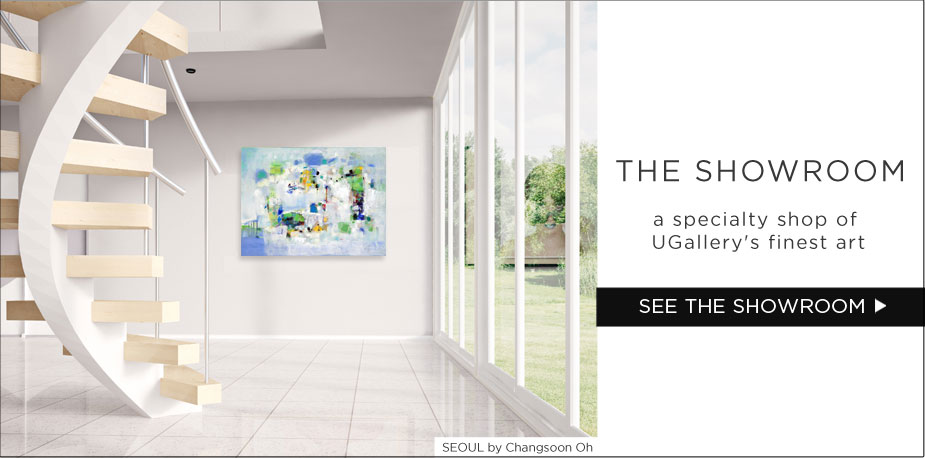 THE SHOWROOM
a specialty shop of
UGallery's finest art
SEE THE SHOWROOM
SEOUL by Changsoon Oh